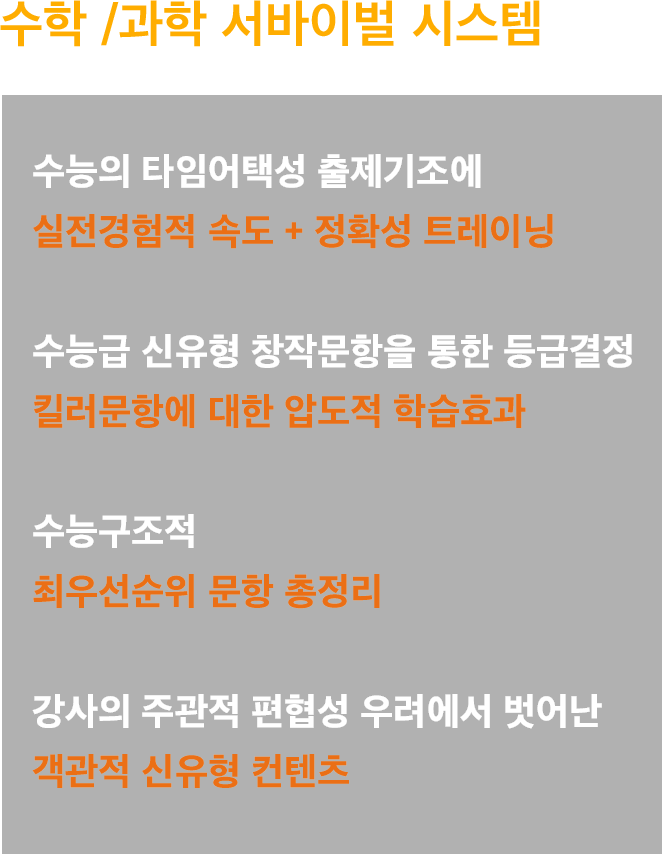 수학 /과학 서바이벌 시스템
수능의 타임어택성 출제기조에
실전경험적 속도 + 정확성 트레이닝
수능급 신유형 창작문항을 통한 등급결정
킬러문항에 대한 압도적 학습효과
수능구조적
최우선순위 문항 총정리
강사의 주관적 편협성 우려에서 벗어난
객관적 신유형 컨텐츠